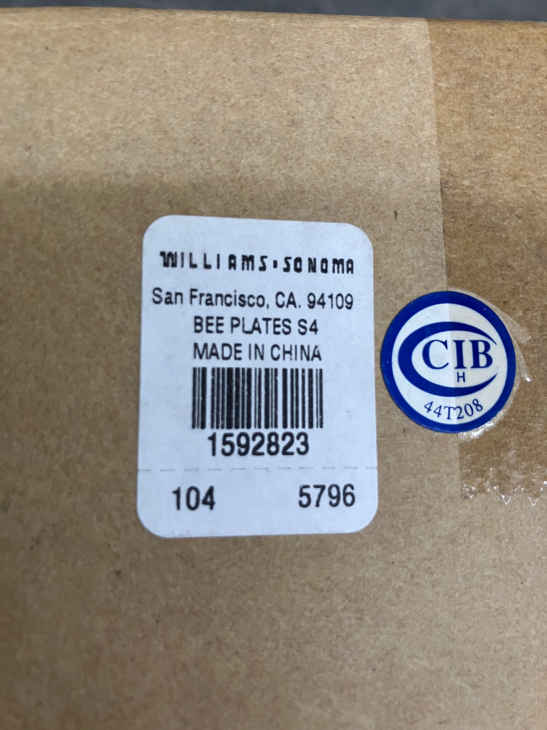 WILLIAMS-SONOMA
San Francisco, CA. 94109
BEE PLATES S4
MADE IN CHINA
1592823
104 5796
CIB
H
44T208